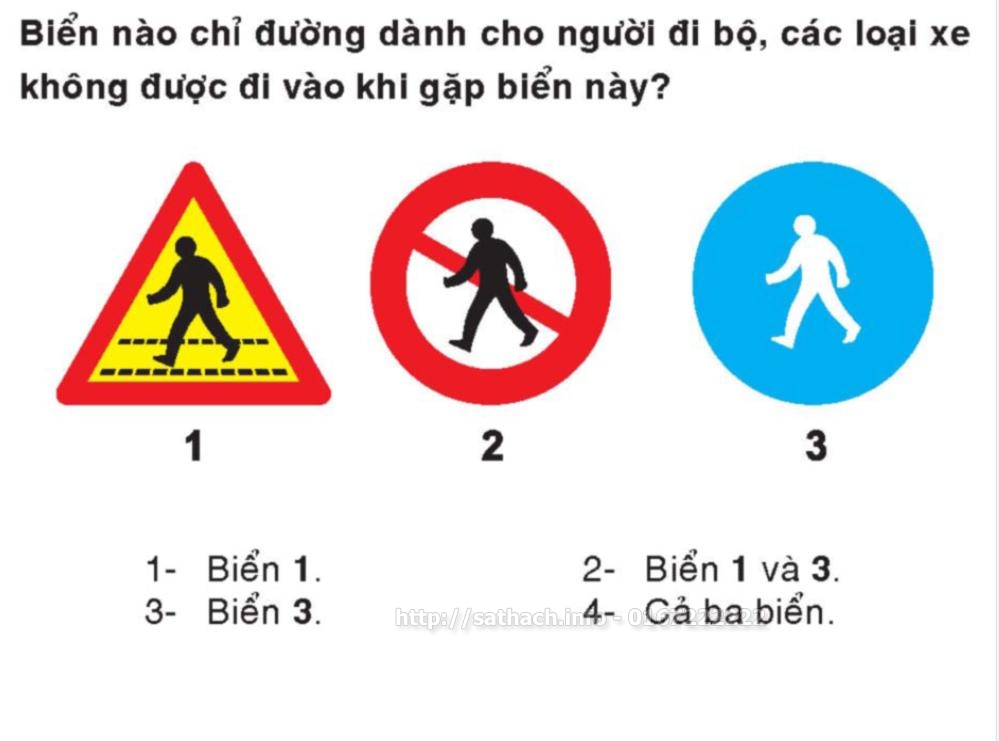 Biển nào chỉ đường dành cho người đi bộ, các loại xe
không được đi vào khi gặp biển này?
1 2 3
1- Biển 1. 2- Biển 1 và 3.
3- Biển 3. 4- Cả ba biển.
http://sathach.info -